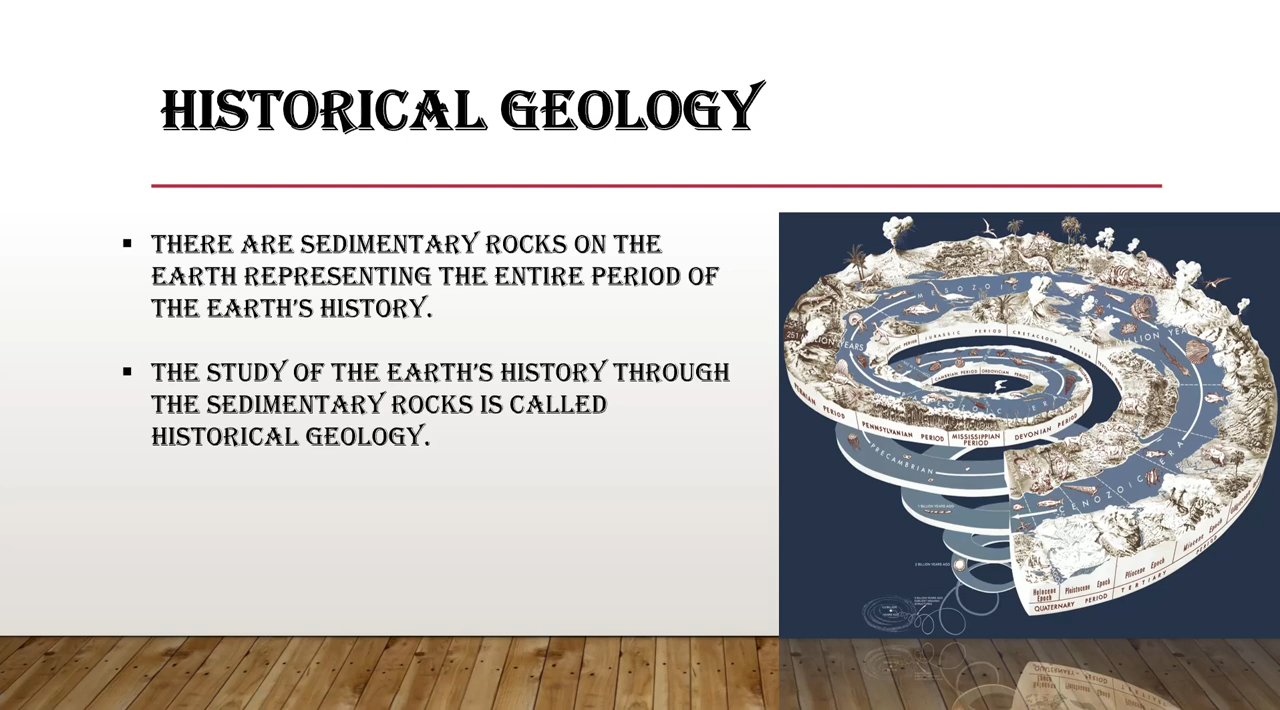 HISTORICAL GEOLOGY
▪ THERE ARE SEDIMENTARY ROCKS ON THE
EARTH REPRESENTING THE ENTIRE PERIOD OF
THE EARTH'S HISTORY.
▪ THE STUDY OF THE EARTH'S HISTORY THROUGH
THE SEDIMENTARY ROCKS IS CALLED
HISTORICAL GEOLOGY.
MESOZOIC
JURASSIC PERIOD
CRETACEOUS PERIOD
CAMBRIAN PERIOD
ORDOVICIAN PERIOD
PENNSYLVANIAN PERIOD
MISSISSIPPIAN PERIOD
DEVONIAN PERIOD
PRECAMBRIAN
CENOZOIC ERA
Holocene Epoch
Pleistocene Epoch
Pliocene Epoch
Miocene Epoch
QUATERNARY PERIOD
TERTIARY PERIOD